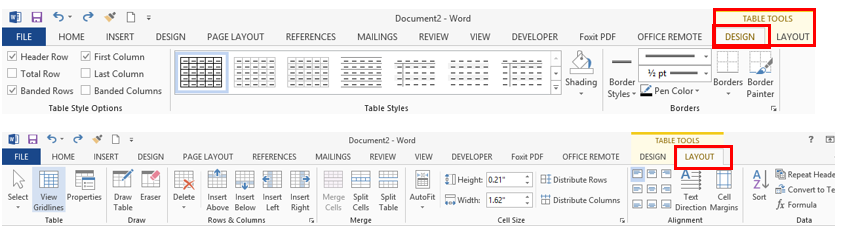 Document2 - Word
TABLE TOOLS
FILE HOME INSERT DESIGN PAGE LAYOUT REFERENCES MAILINGS REVIEW VIEW DEVELOPER Foxit PDF OFFICE REMOTE DESIGN LAYOUT
Header Row First Column
Total Row Last Column
Banded Rows Banded Columns
Table Style Options
Table Styles
Shading
Border Styles
½ pt
Pen Color
Borders
Border Painter
Borders
Document2 - Word
TABLE TOOLS
?
FILE HOME INSERT DESIGN PAGE LAYOUT REFERENCES MAILINGS REVIEW VIEW DEVELOPER Foxit PDF OFFICE REMOTE DESIGN LAYOUT
Select
View Gridlines
Properties
Table
Draw Table
Eraser
Draw
Delete
Insert Above
Insert Below
Insert Left
Insert Right
Rows & Columns
Merge Cells
Split Cells
Split Table
Merge
AutoFit
Height: 0.21"
Width: 1.62"
Distribute Rows
Distribute Columns
Cell Size
Text Direction
Cell Margins
Alignment
A Z
Sort
Repeat Heade
Convert to Te
fx Formula
Data